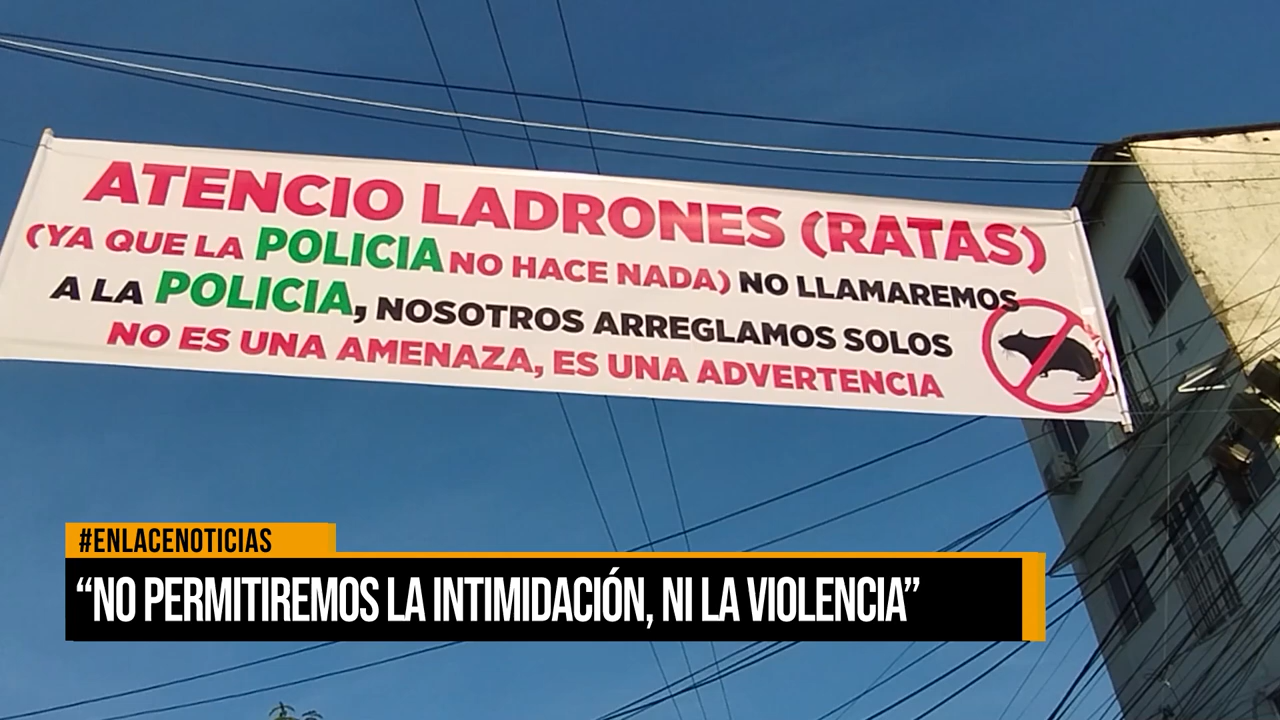 ATENCIO LADRONES (RATAS)
(YA QUE LA POLICIA NO HACE NADA) NO LLAMAREMOS
A LA POLICIA, NOSOTROS ARREGLAMOS SOLOS
NO ES UNA AMENAZA, ES UNA ADVERTENCIA
#ENLACENOTICIAS
“NO PERMITIREMOS LA INTIMIDACIÓN, NI LA VIOLENCIA”